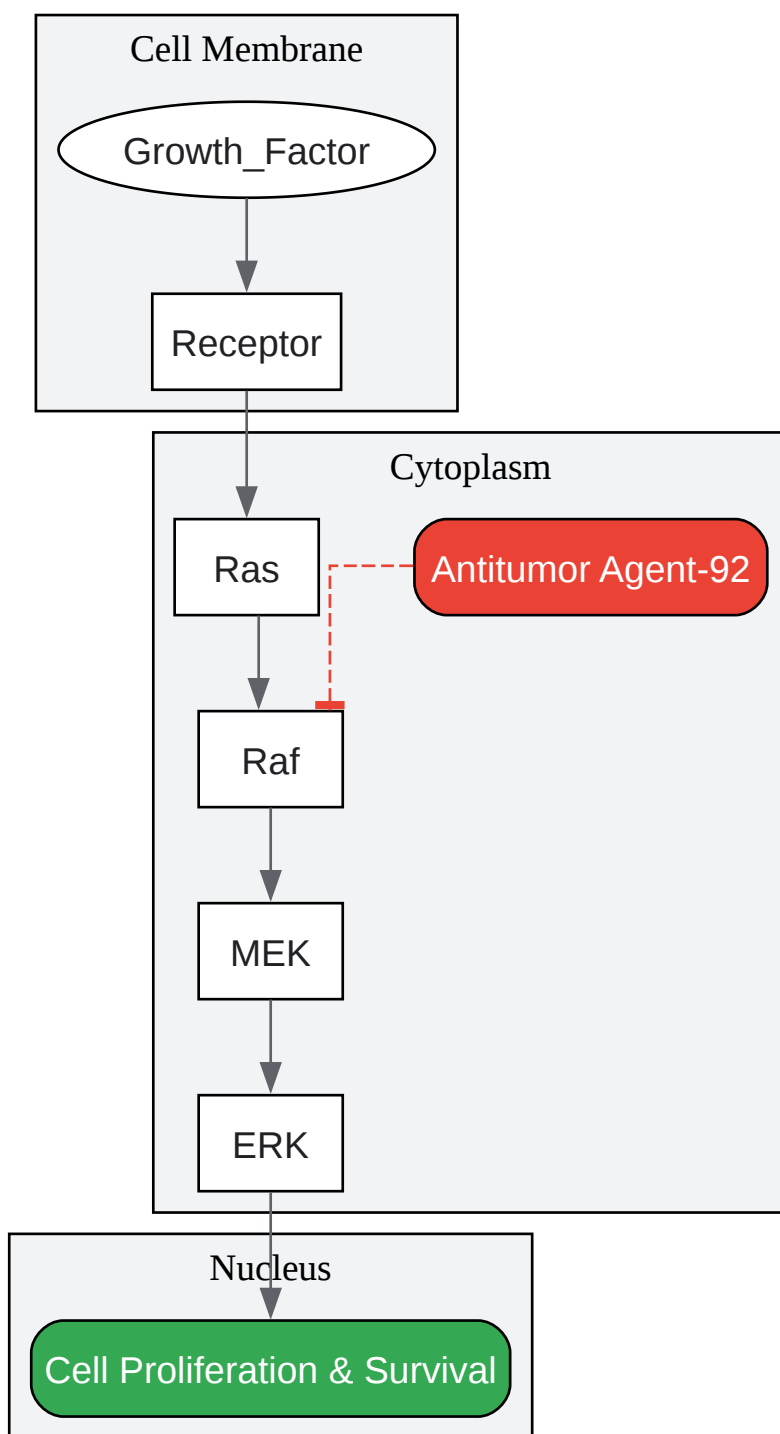 Cell Membrane
Growth_Factor
Receptor
Cytoplasm
Ras
Antitumor Agent-92
Raf
MEK
ERK
Nucleus
Cell Proliferation & Survival